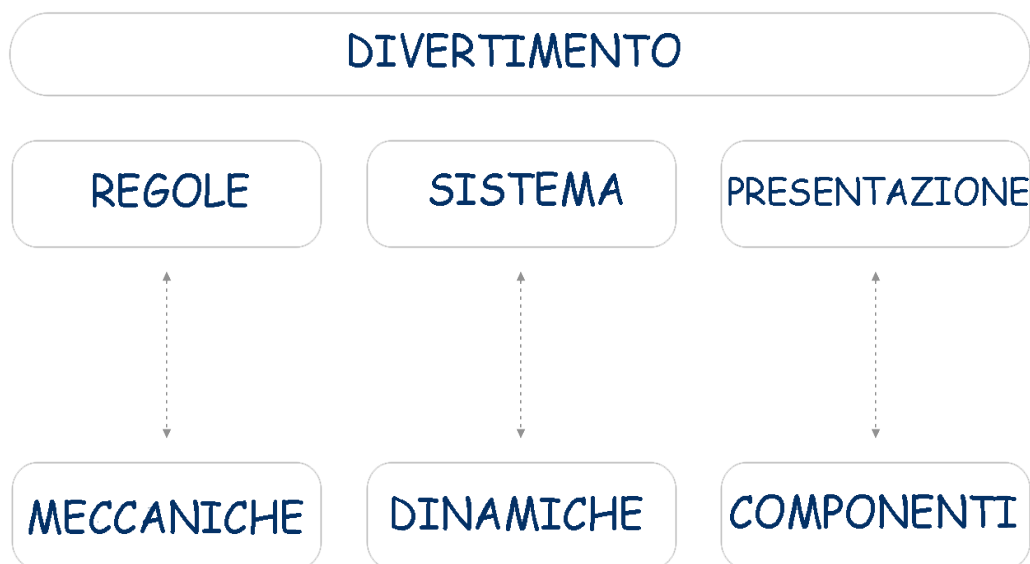 DIVERTIMENTO
REGOLE
SISTEMA
PRESENTAZIONE
MECCANICHE
DINAMICHE
COMPONENTI